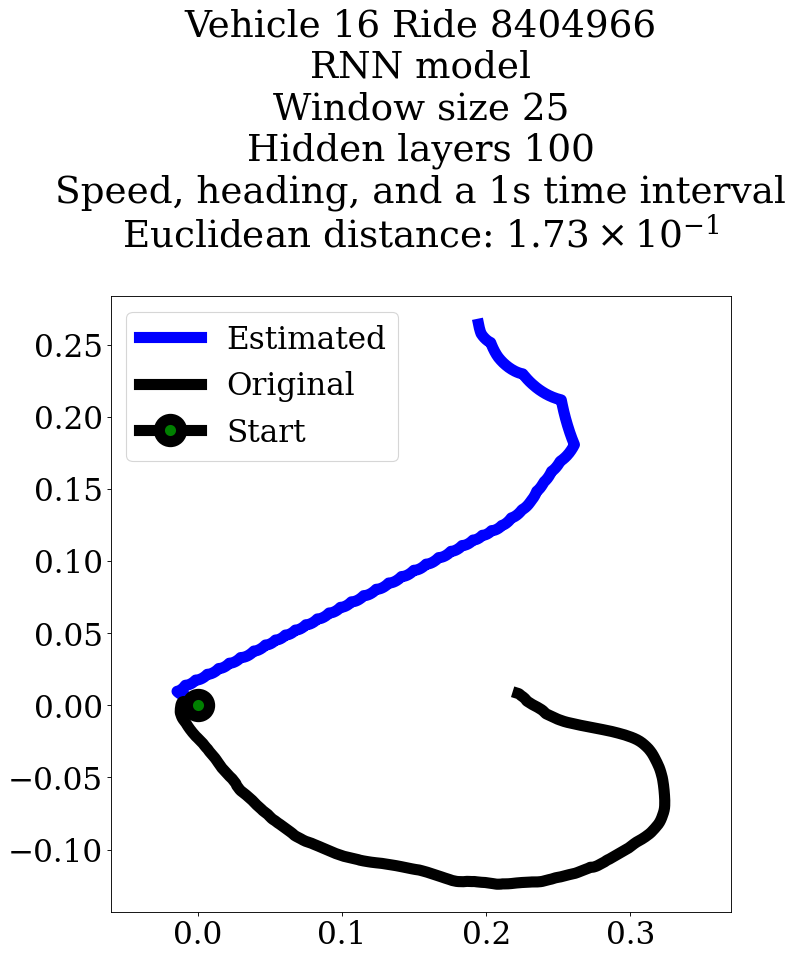 Vehicle 16 Ride 8404966
RNN model
Window size 25
Hidden layers 100
Speed, heading, and a 1s time interval
Euclidean distance: 1.73 × 10⁻¹
Estimated
Original
Start
0.25
0.20
0.15
0.10
0.05
0.00
−0.05
−0.10
0.0 0.1 0.2 0.3